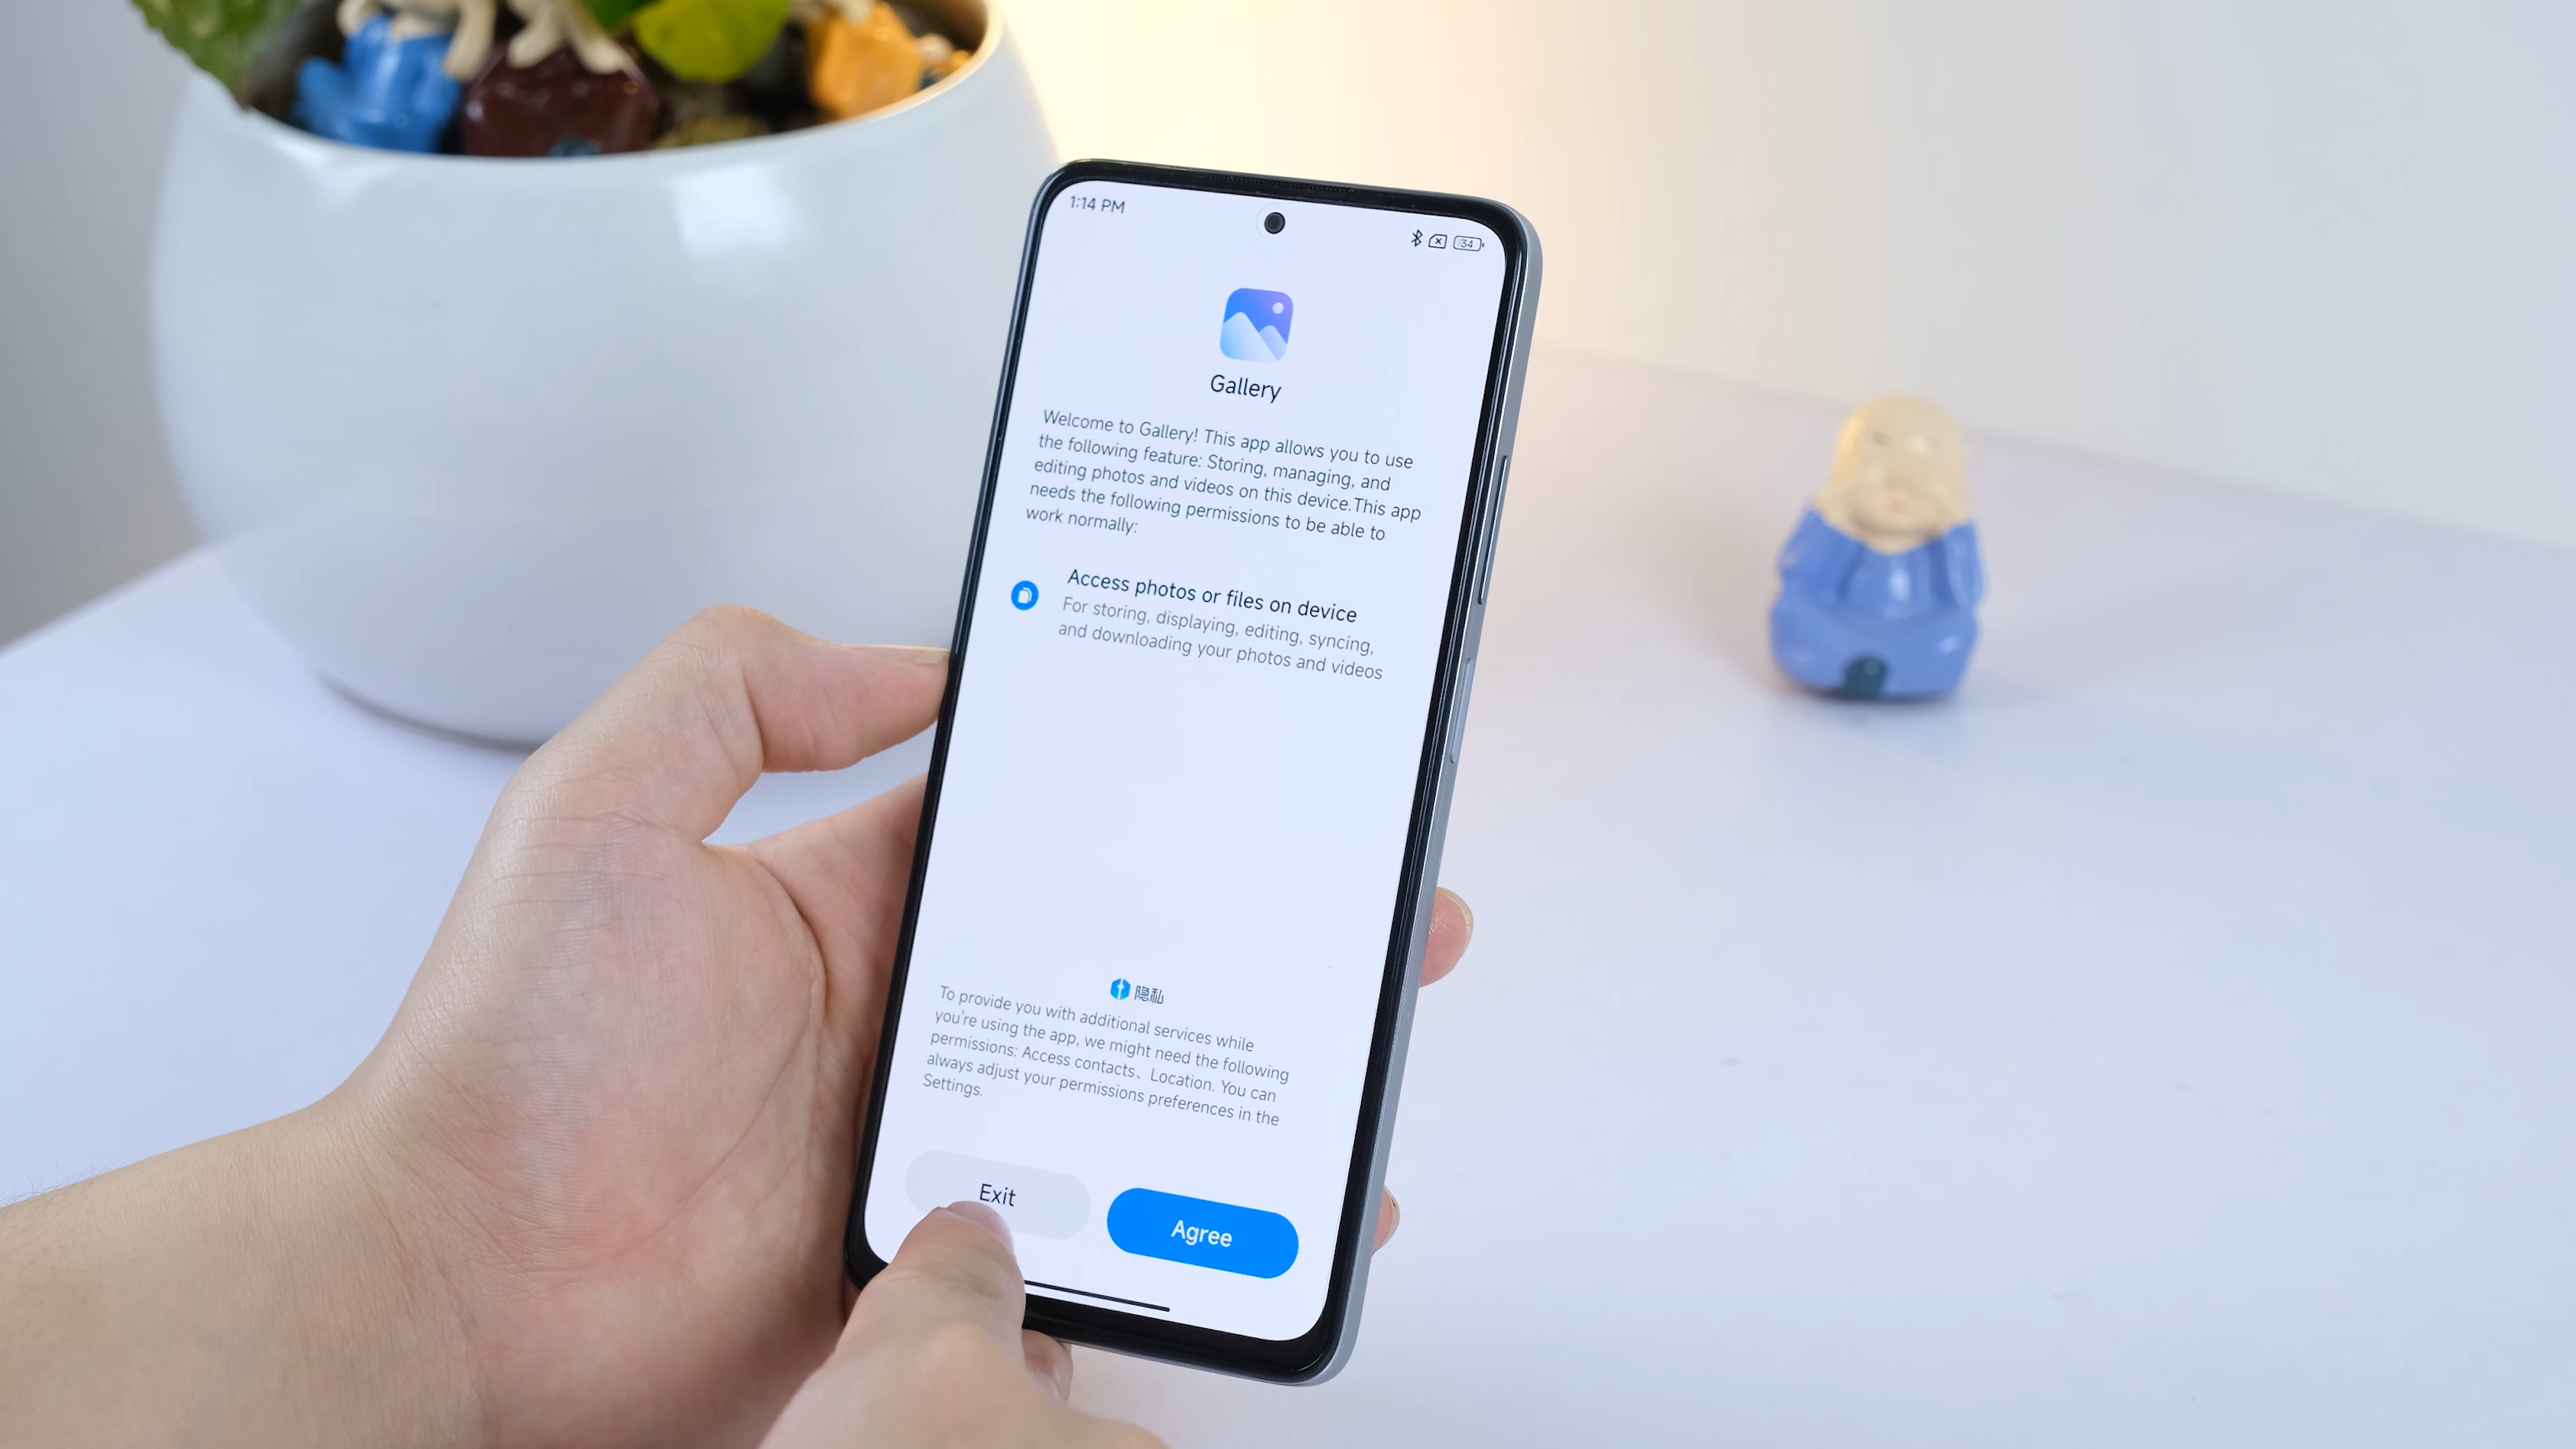 1:14 PM
34
Gallery
Welcome to Gallery! This app allows you to use
the following feature: Storing, managing, and
editing photos and videos on this device.This app
needs the following permissions to be able to
work normally:
Access photos or files on device
For storing, displaying, editing, syncing,
and downloading your photos and videos
隐私
To provide you with additional services while
you're using the app, we might need the following
permissions: Access contacts、Location. You can
always adjust your permissions preferences in the
Settings.
Exit
Agree